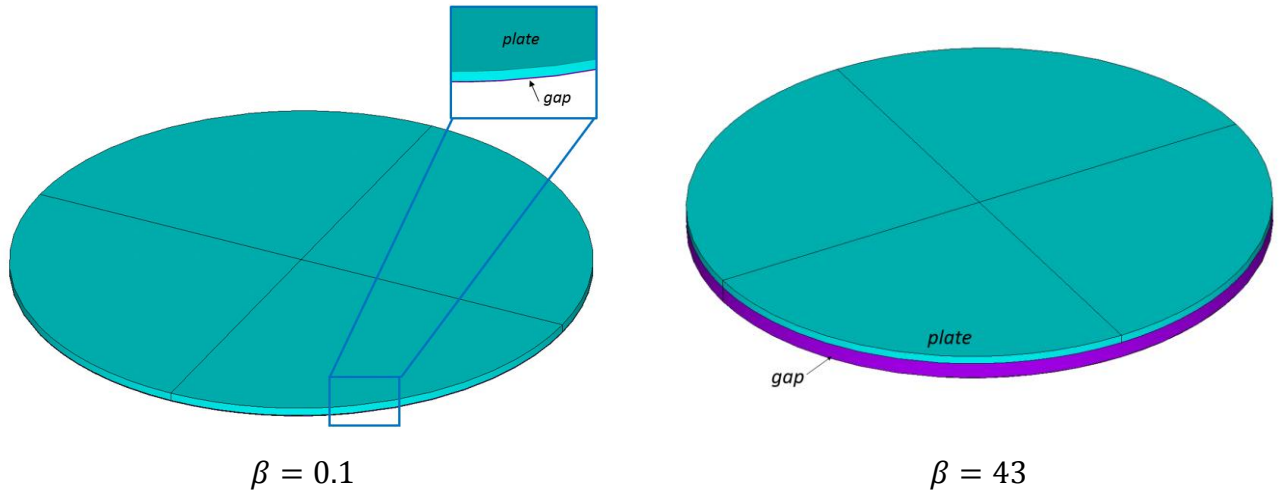 plate
gap
plate
gap
β = 0.1
β = 43